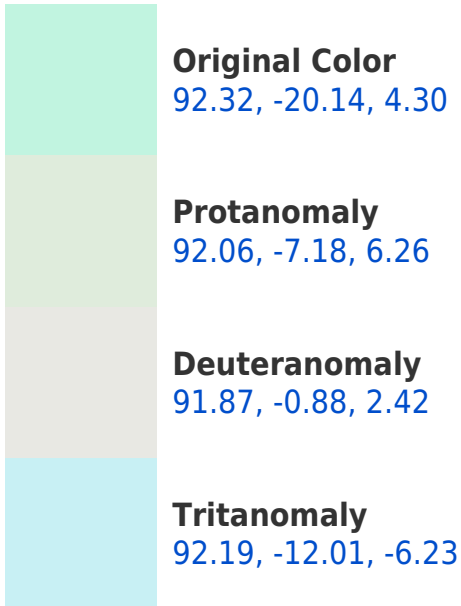 Original Color
92.32, -20.14, 4.30
Protanomaly
92.06, -7.18, 6.26
Deuteranomaly
91.87, -0.88, 2.42
Tritanomaly
92.19, -12.01, -6.23